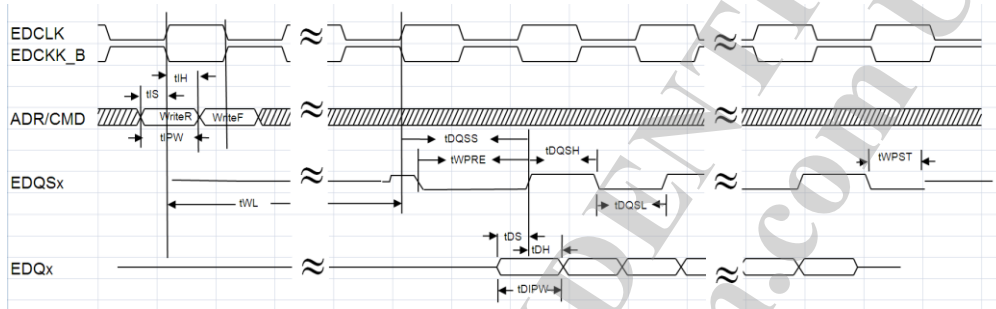 EDCLK
EDCKK_B
tIH
tIS
ADR/CMD
WriteR
WriteF
tIPW
tDQSS
tWPRE
tDQSH
tWPST
EDQSx
tWL
tDQSL
tDS
tDH
EDQx
tDIPW